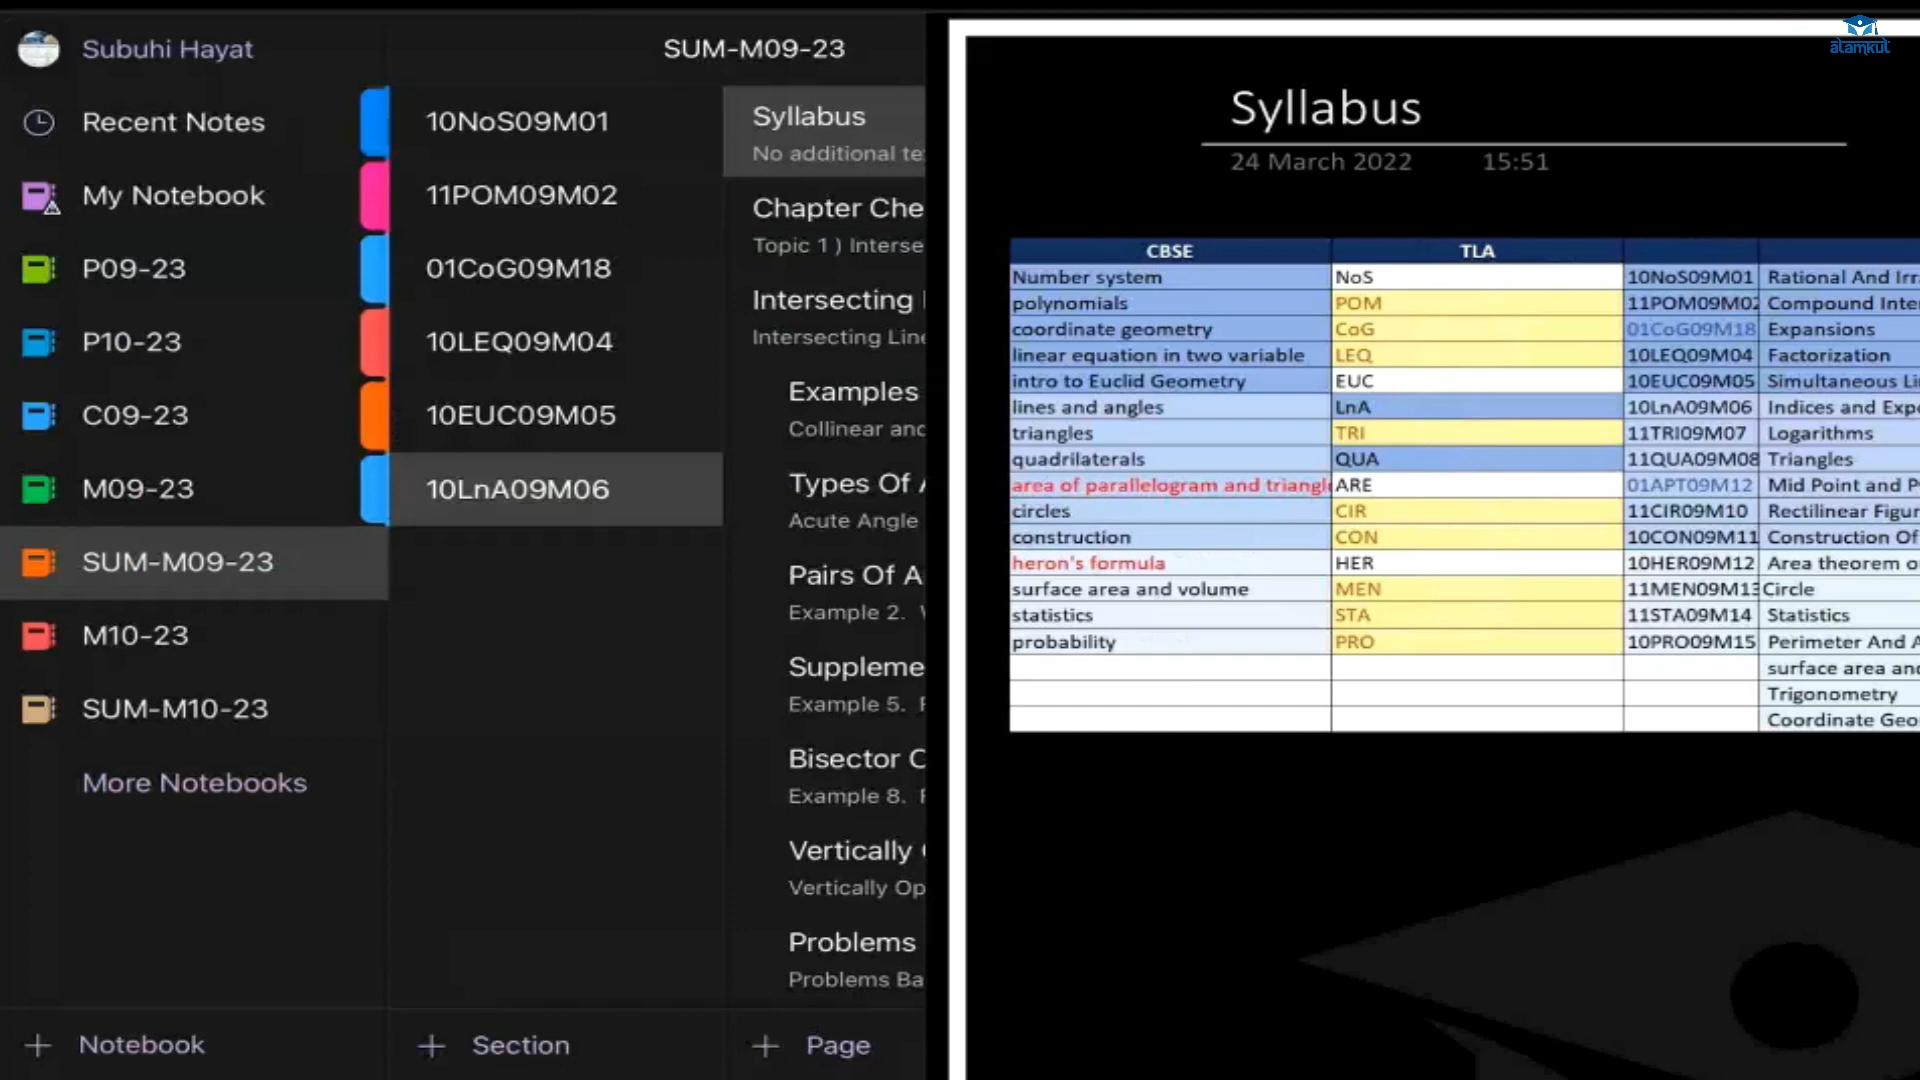 Subuhi Hayat
Recent Notes
My Notebook
P09-23
P10-23
C09-23
M09-23
SUM-M09-23
M10-23
SUM-M10-23
More Notebooks
Notebook
SUM-M09-23
10NoS09M01
11POM09M02
01CoG09M18
10LEQ09M04
10EUC09M05
10LnA09M06
Section
Syllabus
No additional te
Chapter Che
Topic 1 ) Interse
Intersecting
Intersecting Line
Examples
Collinear and
Types Of A
Acute Angle
Pairs Of A
Example 2.
Suppleme
Example 5.
Bisector
Example 8.
Vertically
Vertically Op
Problems
Problems Ba
Page
alamkul
Syllabus
24 March 2022 15:51
CBSE TLA
Number system NoS 10NoS09M01 Rational And Irr
polynomials POM 11POM09M02 Compound Inte
coordinate geometry CoG 01CoG09M18 Expansions
linear equation in two variable LEQ 10LEQ09M04 Factorization
intro to Euclid Geometry EUC 10EUC09M05 Simultaneous Li
lines and angles LnA 10LnA09M06 Indices and Expo
triangles TRI 11TRI09M07 Logarithms
quadrilaterals QUA 11QUA09M08 Triangles
area of parallelogram and triangl ARE 01APT09M12 Mid Point and P
circles CIR 11CIR09M10 Rectilinear Figur
construction CON 10CON09M11 Construction Of
heron's formula HER 10HER09M12 Area theorem o
surface area and volume MEN 11MEN09M13 Circle
statistics STA 11STA09M14 Statistics
probability PRO 10PRO09M15 Perimeter And A
surface area and
Trigonometry
Coordinate Geo